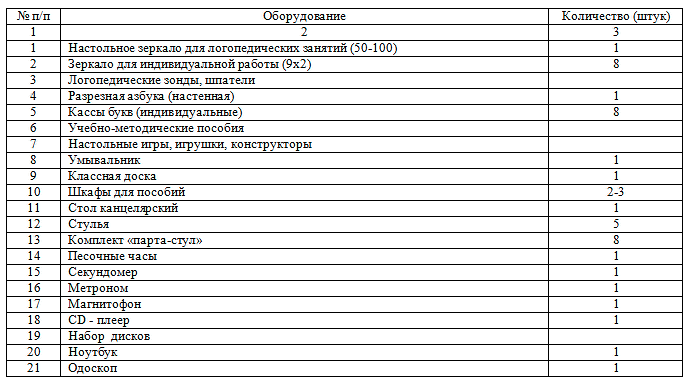 № п/п Оборудование Количество (штук)
1 2 3
1 Настольное зеркало для логопедических занятий (50-100) 1
2 Зеркало для индивидуальной работы (9х2) 8
3 Логопедические зонды, шпатели
4 Разрезная азбука (настенная) 1
5 Кассы букв (индивидуальные) 8
6 Учебно-методические пособия
7 Настольные игры, игрушки, конструкторы
8 Умывальник 1
9 Классная доска 1
10 Шкафы для пособий 2-3
11 Стол канцелярский 1
12 Стулья 5
13 Комплект «парта-стул» 8
14 Песочные часы 1
15 Секундомер 1
16 Метроном 1
17 Магнитофон 1
18 CD - плеер 1
19 Набор дисков
20 Ноутбук 1
21 Одоскоп 1